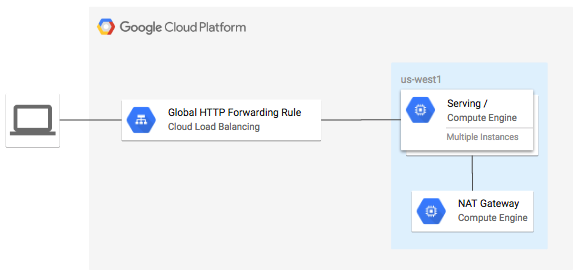 Google Cloud Platform
us-west1
Serving /
Compute Engine
Multiple Instances
Global HTTP Forwarding Rule
Cloud Load Balancing
NAT Gateway
Compute Engine